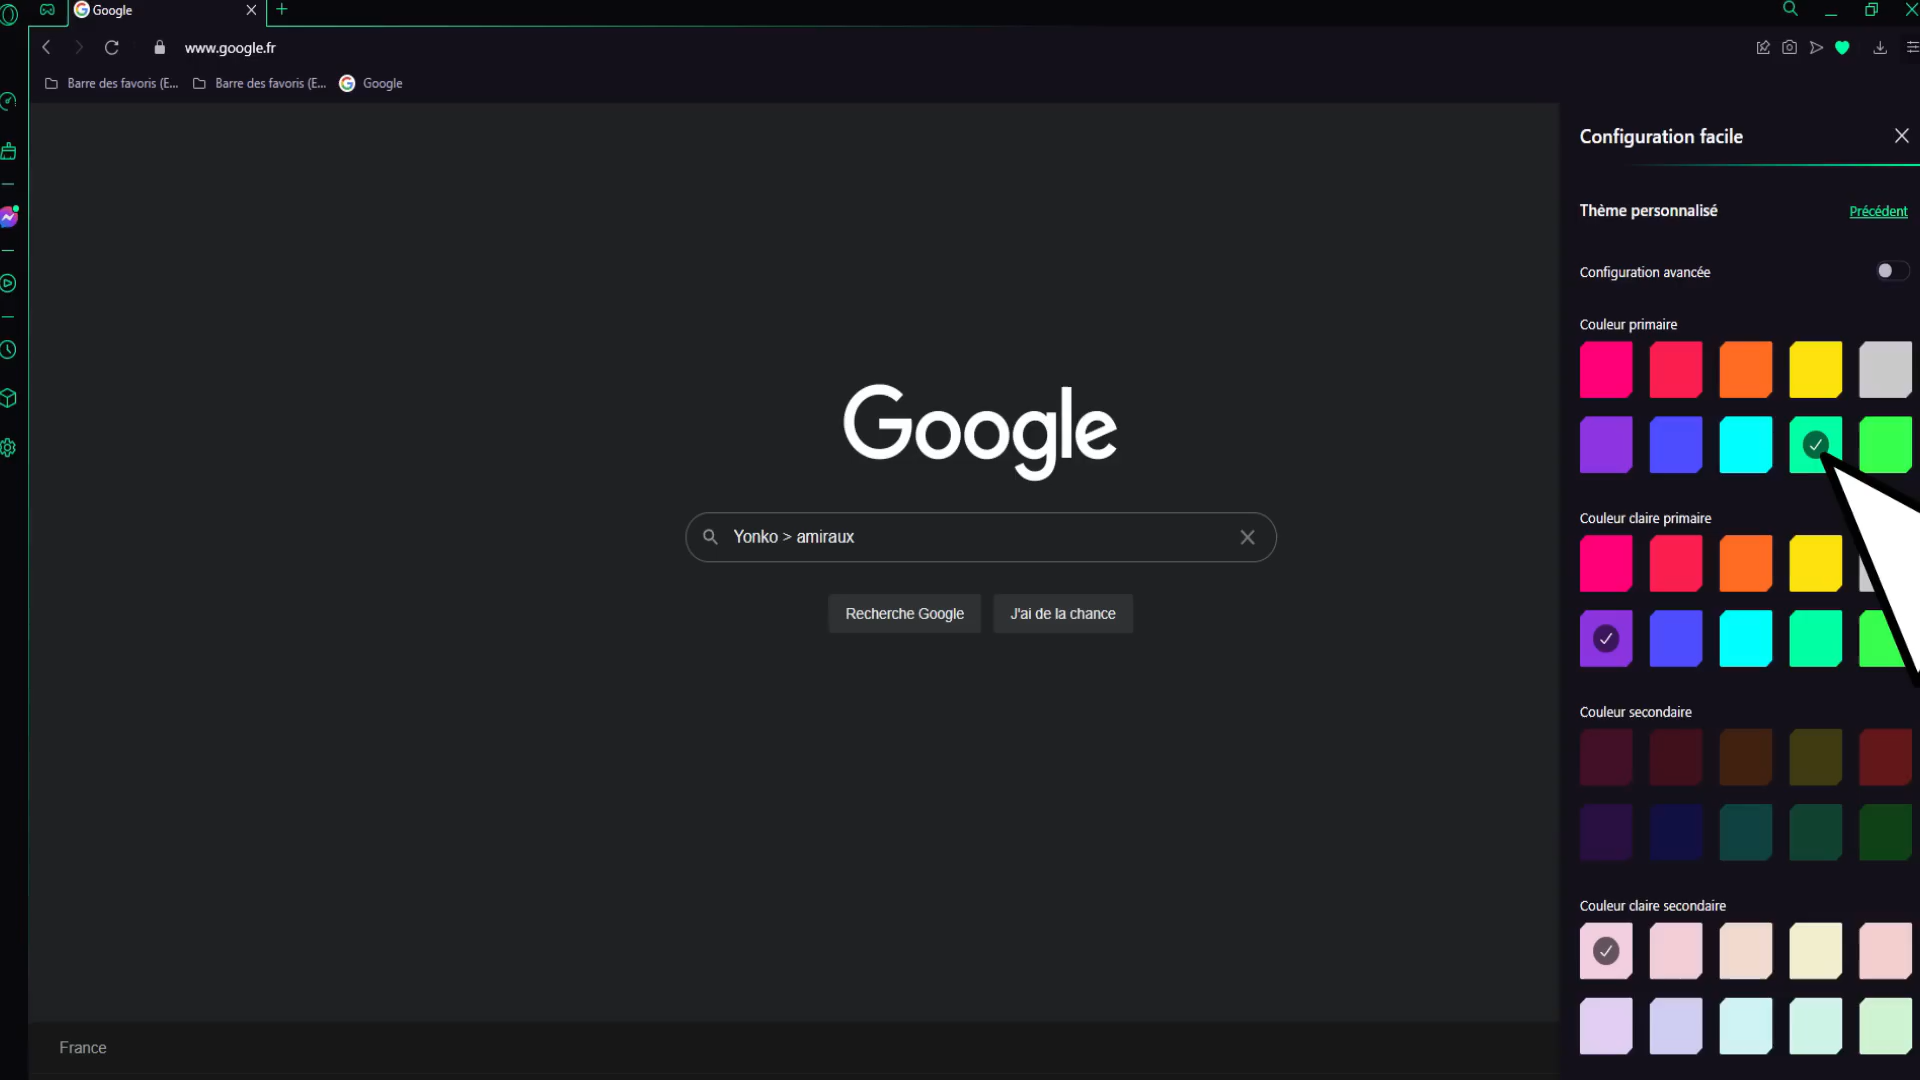 Google
www.google.fr
Barre des favoris (E... Barre des favoris (E... Google
Configuration facile
Thème personnalisé Précédent
Configuration avancée
Couleur primaire
Google
Couleur claire primaire
Yonko > amiraux
Recherche Google J'ai de la chance
Couleur secondaire
Couleur claire secondaire
France